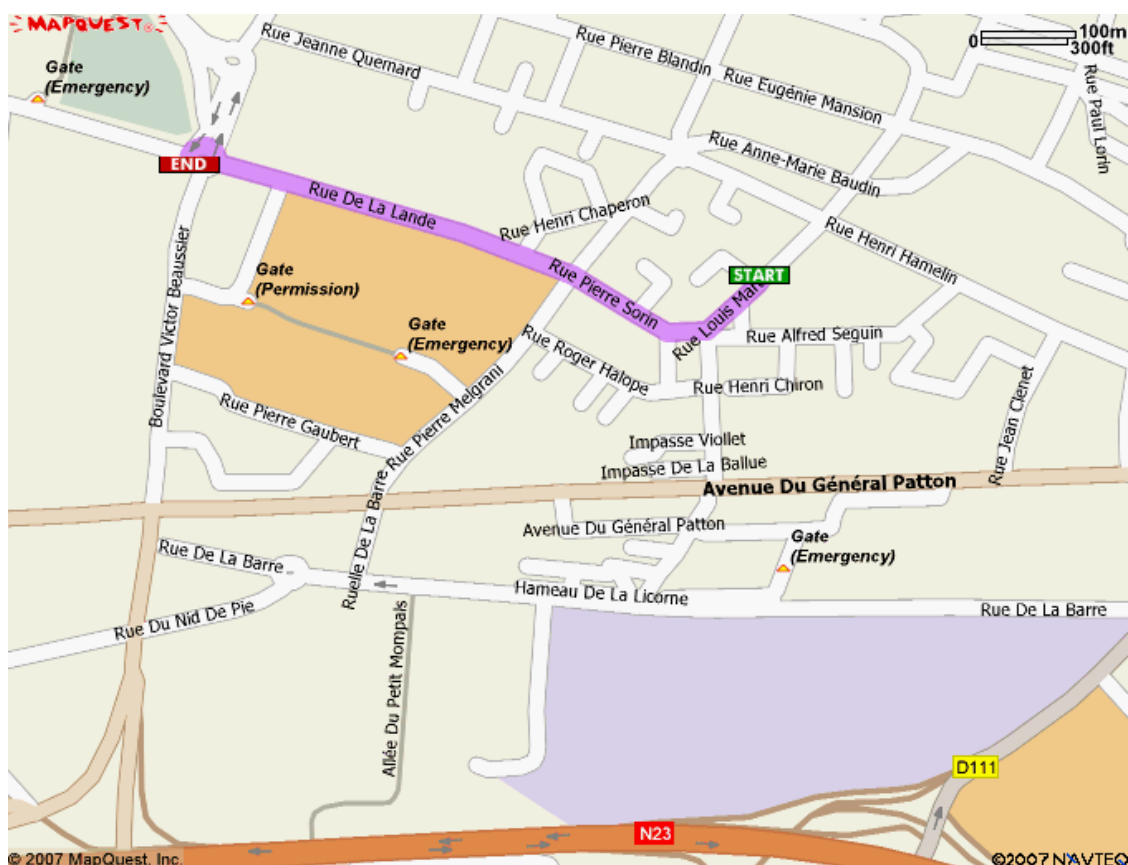 MAPQUEST
100m
0
300ft
Gate
(Emergency)
Rue Jeanne Quemard
Rue Pierre Blandin
Rue Eugénie Mansion
Rue Paul Lorin
Rue Anne-Marie Baudin
END
Rue De La Lande
Rue Henri Chaperon
Rue Henri Hamelin
Rue Pierre Sorin
START
Gate
(Permission)
Boulevard Victor Beaussier
Gate
(Emergency)
Rue Louis
Rue Alfred Seguin
Rue Roger Halope
Rue Henri Chiron
Rue Pierre Melgrani
Rue Jean Clenet
Rue Pierre Gaubert
Impasse Viollet
Impasse De La Ballue
Avenue Du Général Patton
Avenue Du Général Patton
Gate
(Emergency)
Rue De La Barre
Ruelle De La Barre
Hameau De La Licorne
Rue De La Barre
Rue Du Nid De Pie
Allée Du Petit Mompais
D111
N23
© 2007 MapQuest, Inc.
©2007 NAVTEQ